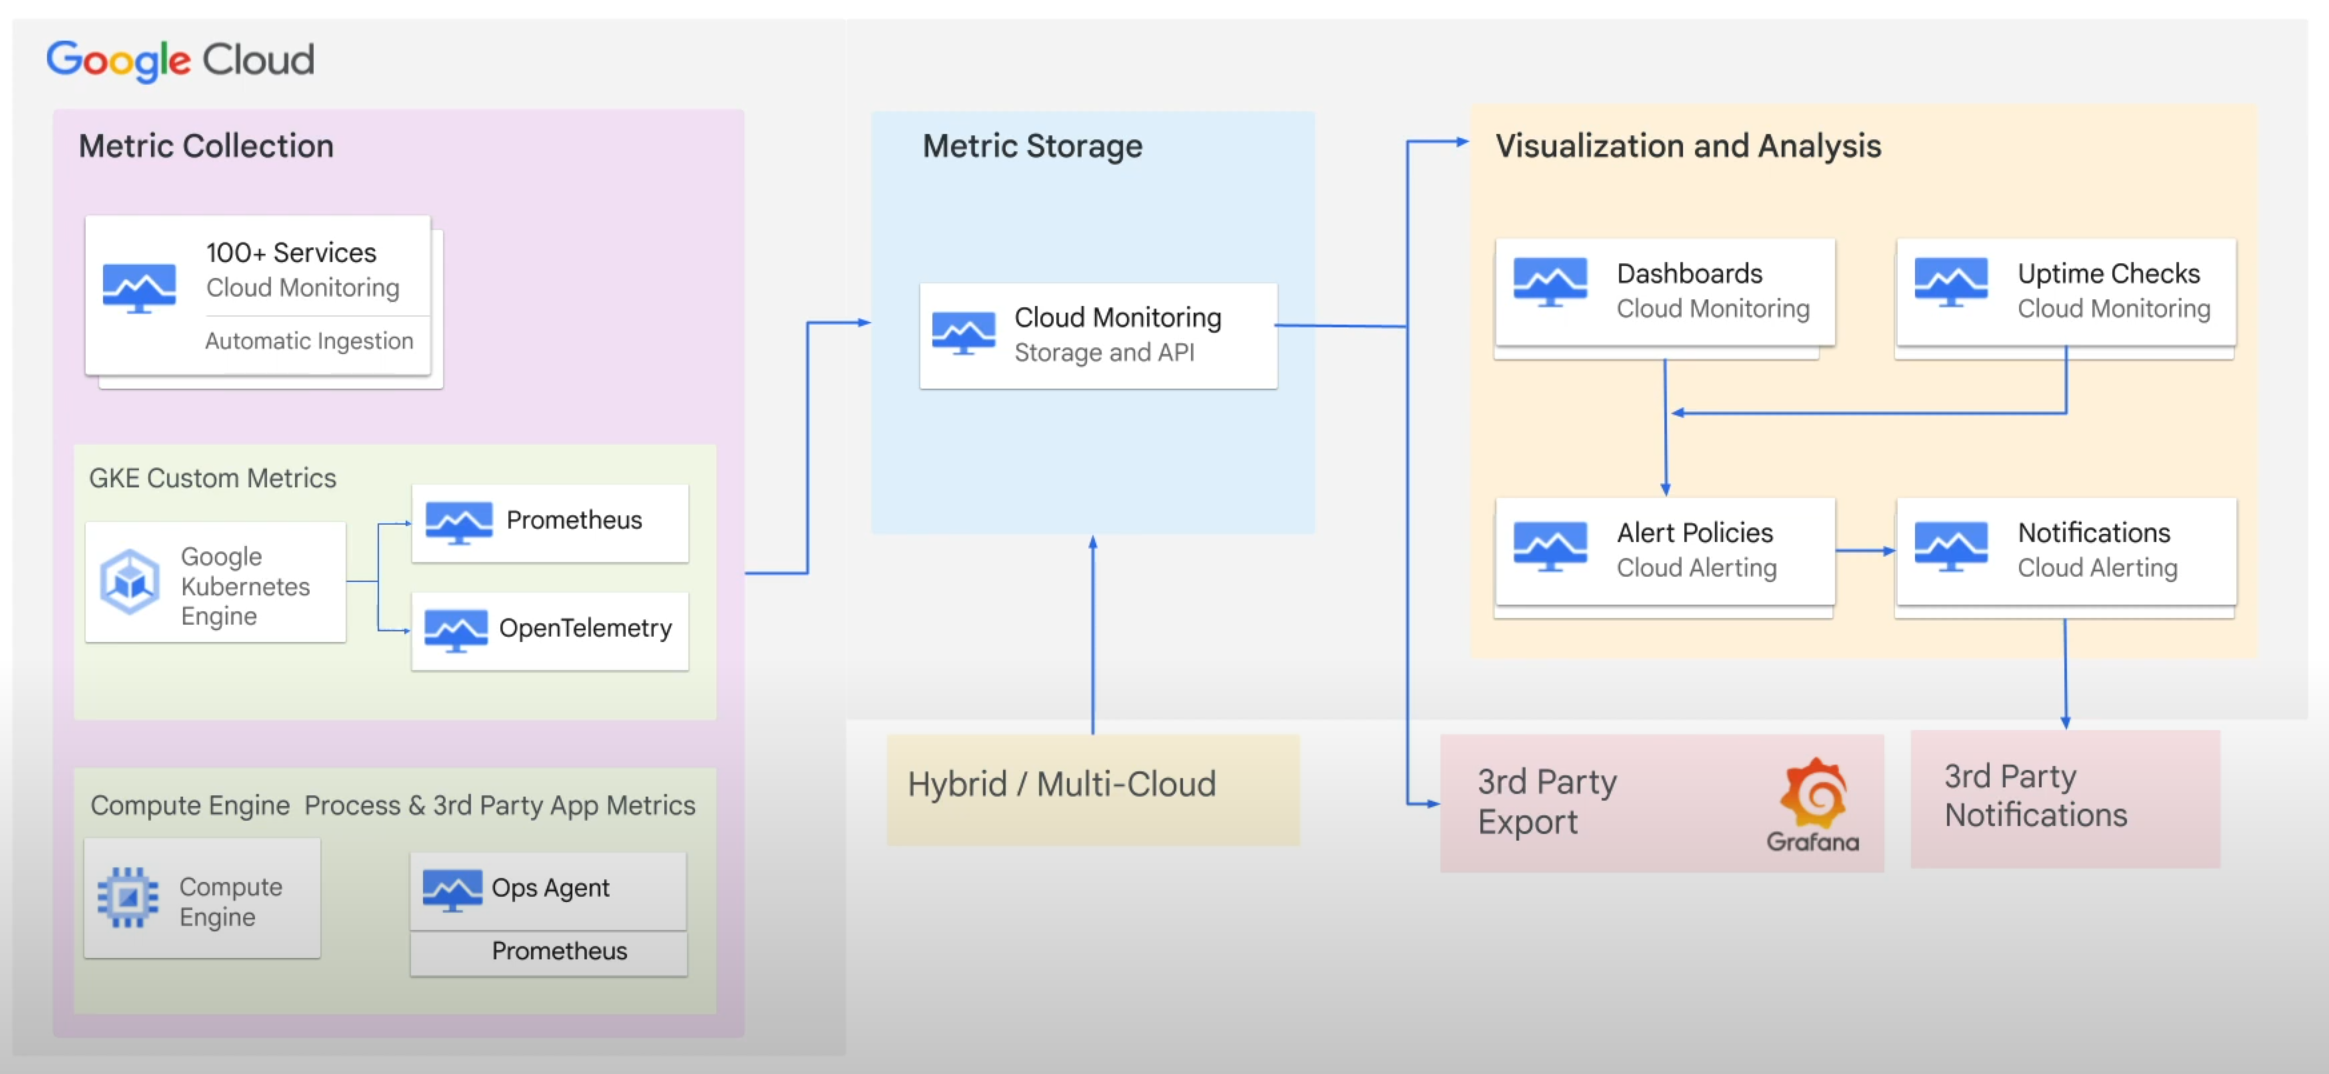 Google Cloud
Metric Collection
100+ Services
Cloud Monitoring
Automatic Ingestion
GKE Custom Metrics
Google
Kubernetes
Engine
Prometheus
OpenTelemetry
Compute Engine Process & 3rd Party App Metrics
Compute
Engine
Ops Agent
Prometheus
Metric Storage
Cloud Monitoring
Storage and API
Hybrid / Multi-Cloud
Visualization and Analysis
Dashboards
Cloud Monitoring
Uptime Checks
Cloud Monitoring
Alert Policies
Cloud Alerting
Notifications
Cloud Alerting
3rd Party
Export
Grafana
3rd Party
Notifications